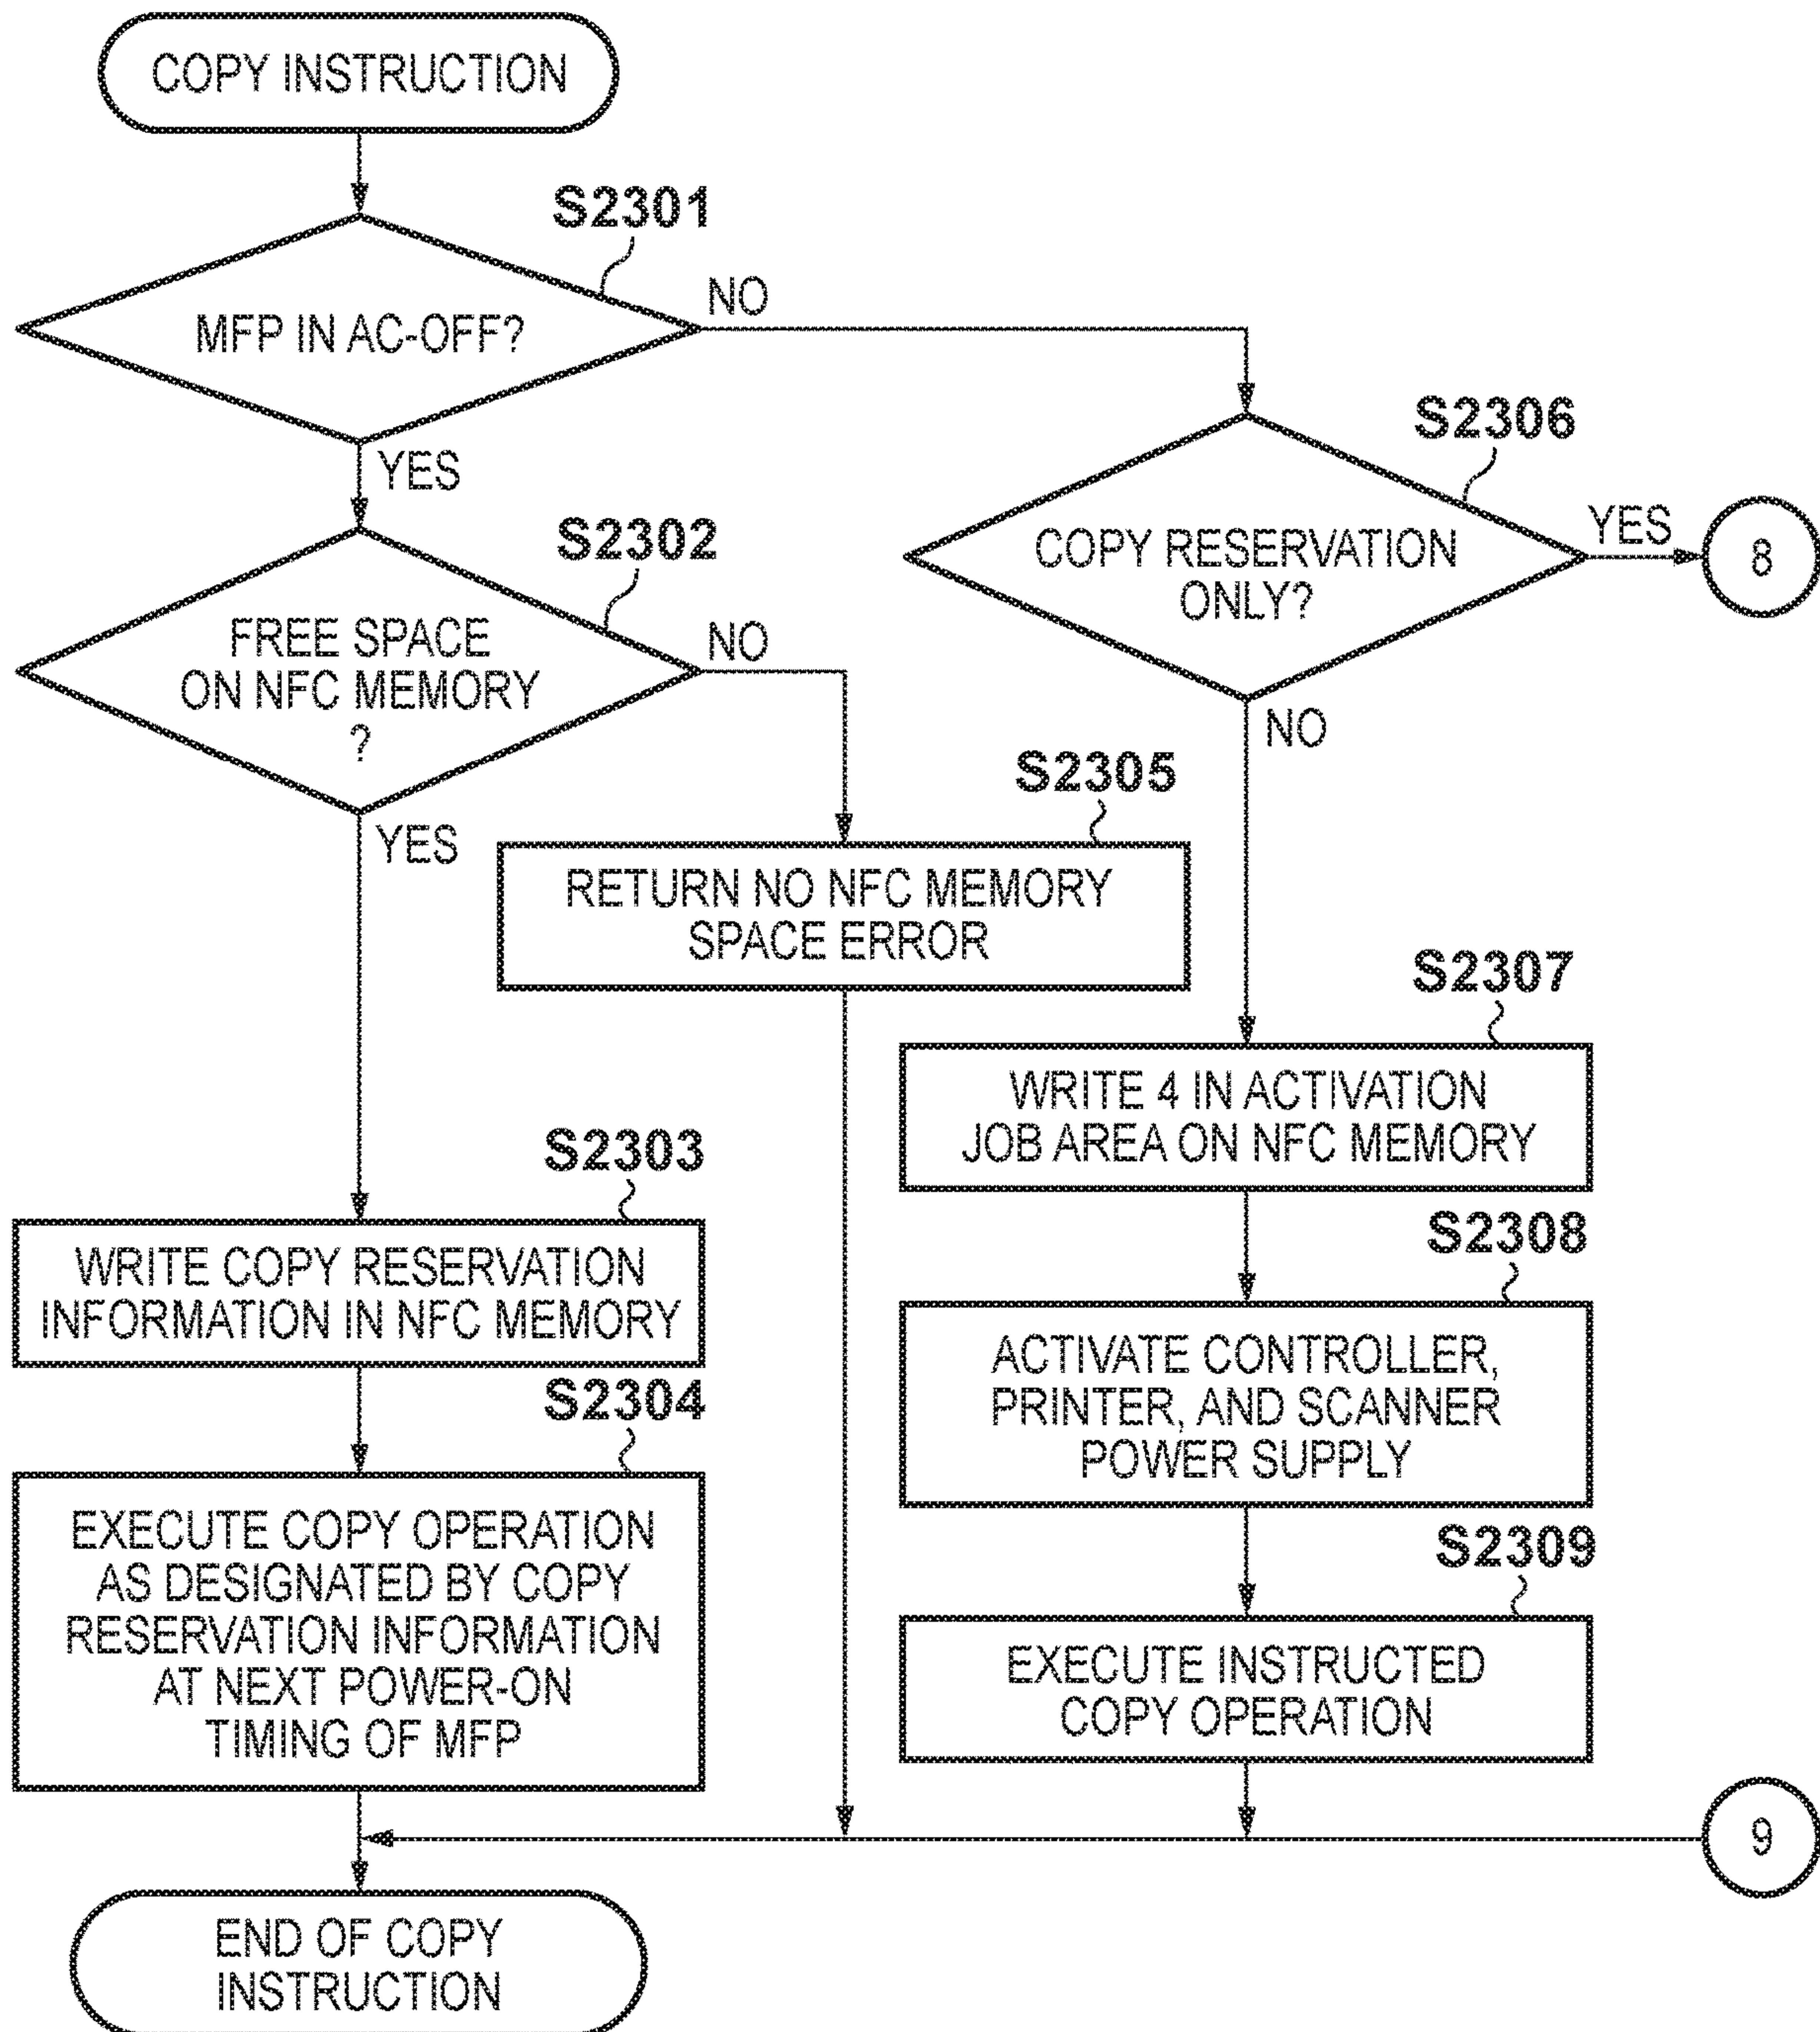 COPY INSTRUCTION
S2301
MFP IN AC-OFF?
NO
YES
S2306
COPY RESERVATION
ONLY?
YES
8
NO
S2302
FREE SPACE
ON NFC MEMORY
?
NO
YES
S2305
RETURN NO NFC MEMORY
SPACE ERROR
S2307
WRITE 4 IN ACTIVATION
JOB AREA ON NFC MEMORY
S2303
WRITE COPY RESERVATION
INFORMATION IN NFC MEMORY
S2308
ACTIVATE CONTROLLER,
PRINTER, AND SCANNER
POWER SUPPLY
S2304
EXECUTE COPY OPERATION
AS DESIGNATED BY COPY
RESERVATION INFORMATION
AT NEXT POWER-ON
TIMING OF MFP
S2309
EXECUTE INSTRUCTED
COPY OPERATION
9
END OF COPY
INSTRUCTION